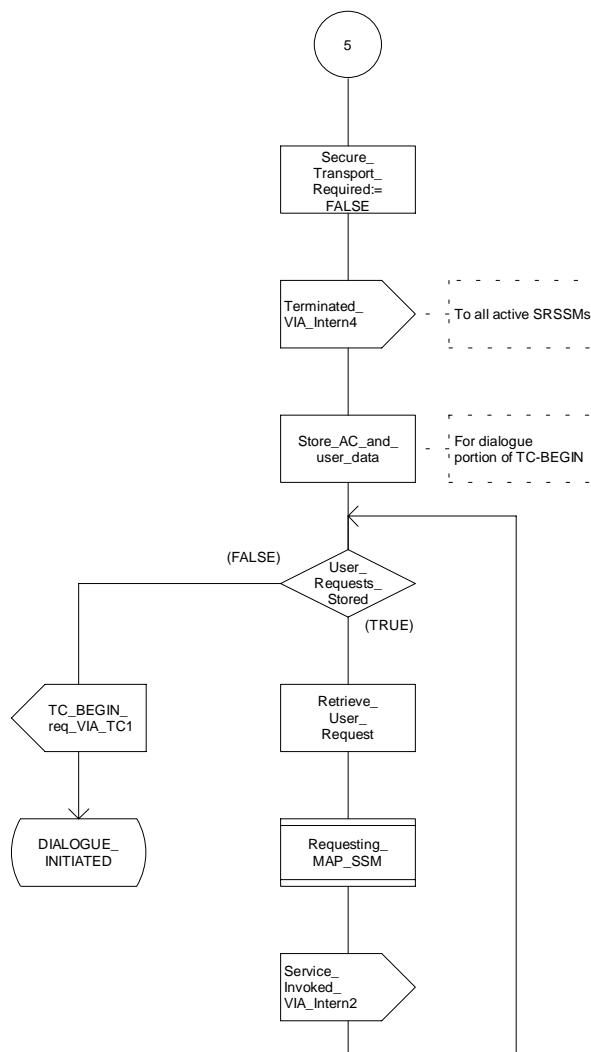 5
Secure_
Transport_
Required:=
FALSE
Terminated_
VIA_Intern4
To all active SRSSMs
Store_AC_and_
user_data
For dialogue
portion of TC-BEGIN
(FALSE)
User_
Requests_
Stored
(TRUE)
TC_BEGIN_
req_VIA_TC1
Retrieve_
User_
Request
DIALOGUE_
INITIATED
Requesting_
MAP_SSM
Service_
Invoked_
VIA_Intern2